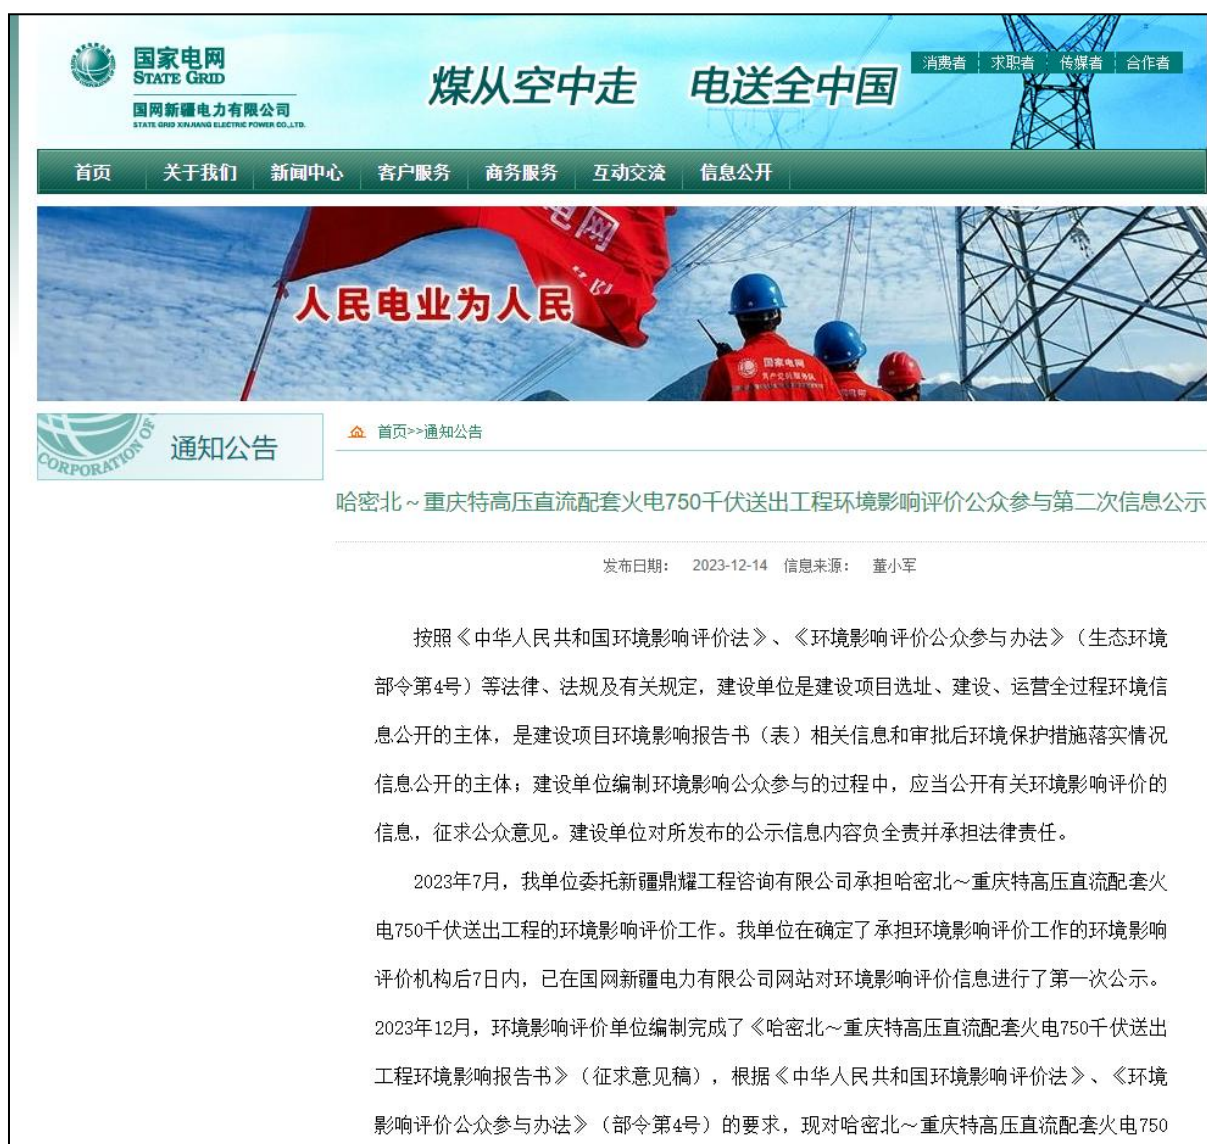 国家电网
STATE GRID
国网新疆电力有限公司
STATE GRID XINJIANG ELECTRIC POWER CO.,LTD.
煤从空中走 电送全中国
消费者 求职者 传媒者 合作者
首页 关于我们 新闻中心 客户服务 商务服务 互动交流 信息公开
电网
人民电业为人民
国家电网
CORPORATION OF
通知公告
首页>>通知公告
哈密北～重庆特高压直流配套火电750千伏送出工程环境影响评价公众参与第二次信息公示
发布日期： 2023-12-14 信息来源： 董小军
按照《中华人民共和国环境影响评价法》、《环境影响评价公众参与办法》（生态环境
部令第4号）等法律、法规及有关规定，建设单位是建设项目选址、建设、运营全过程环境信
息公开的主体，是建设项目环境影响报告书（表）相关信息和审批后环境保护措施落实情况
信息公开的主体；建设单位编制环境影响公众参与的过程中，应当公开有关环境影响评价的
信息，征求公众意见。建设单位对所发布的公示信息内容负全责并承担法律责任。
2023年7月，我单位委托新疆鼎耀工程咨询有限公司承担哈密北～重庆特高压直流配套火
电750千伏送出工程的环境影响评价工作。我单位在确定了承担环境影响评价工作的环境影响
评价机构后7日内，已在国网新疆电力有限公司网站对环境影响评价信息进行了第一次公示。
2023年12月，环境影响评价单位编制完成了《哈密北～重庆特高压直流配套火电750千伏送出
工程环境影响报告书》（征求意见稿），根据《中华人民共和国环境影响评价法》、《环境
影响评价公众参与办法》（部令第4号）的要求，现对哈密北～重庆特高压直流配套火电750